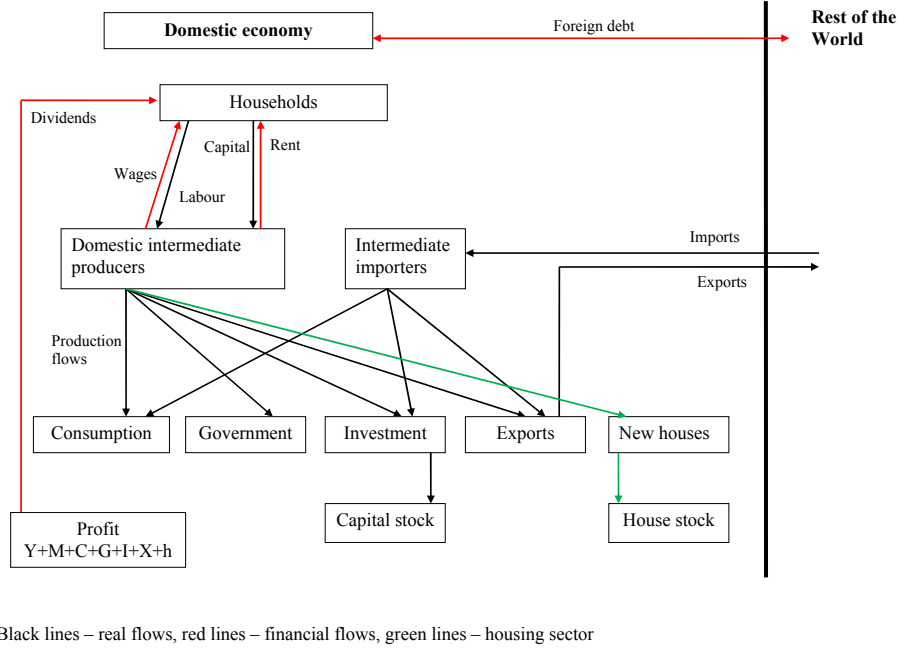 Domestic economy
Foreign debt
Rest of the
World
Households
Dividends
Capital
Rent
Wages
Labour
Domestic intermediate
producers
Intermediate
importers
Imports
Exports
Production
flows
Consumption
Government
Investment
Exports
New houses
Capital stock
House stock
Profit
Y+M+C+G+I+X+h
Black lines – real flows, red lines – financial flows, green lines – housing sector